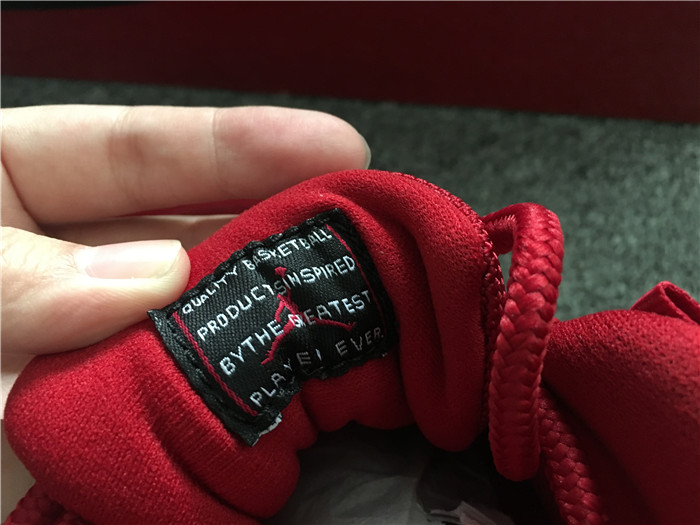 QUALITY BASKETBALL
PRODUCTS INSPIRED
BY THE GREATEST
PLAYER EVER.